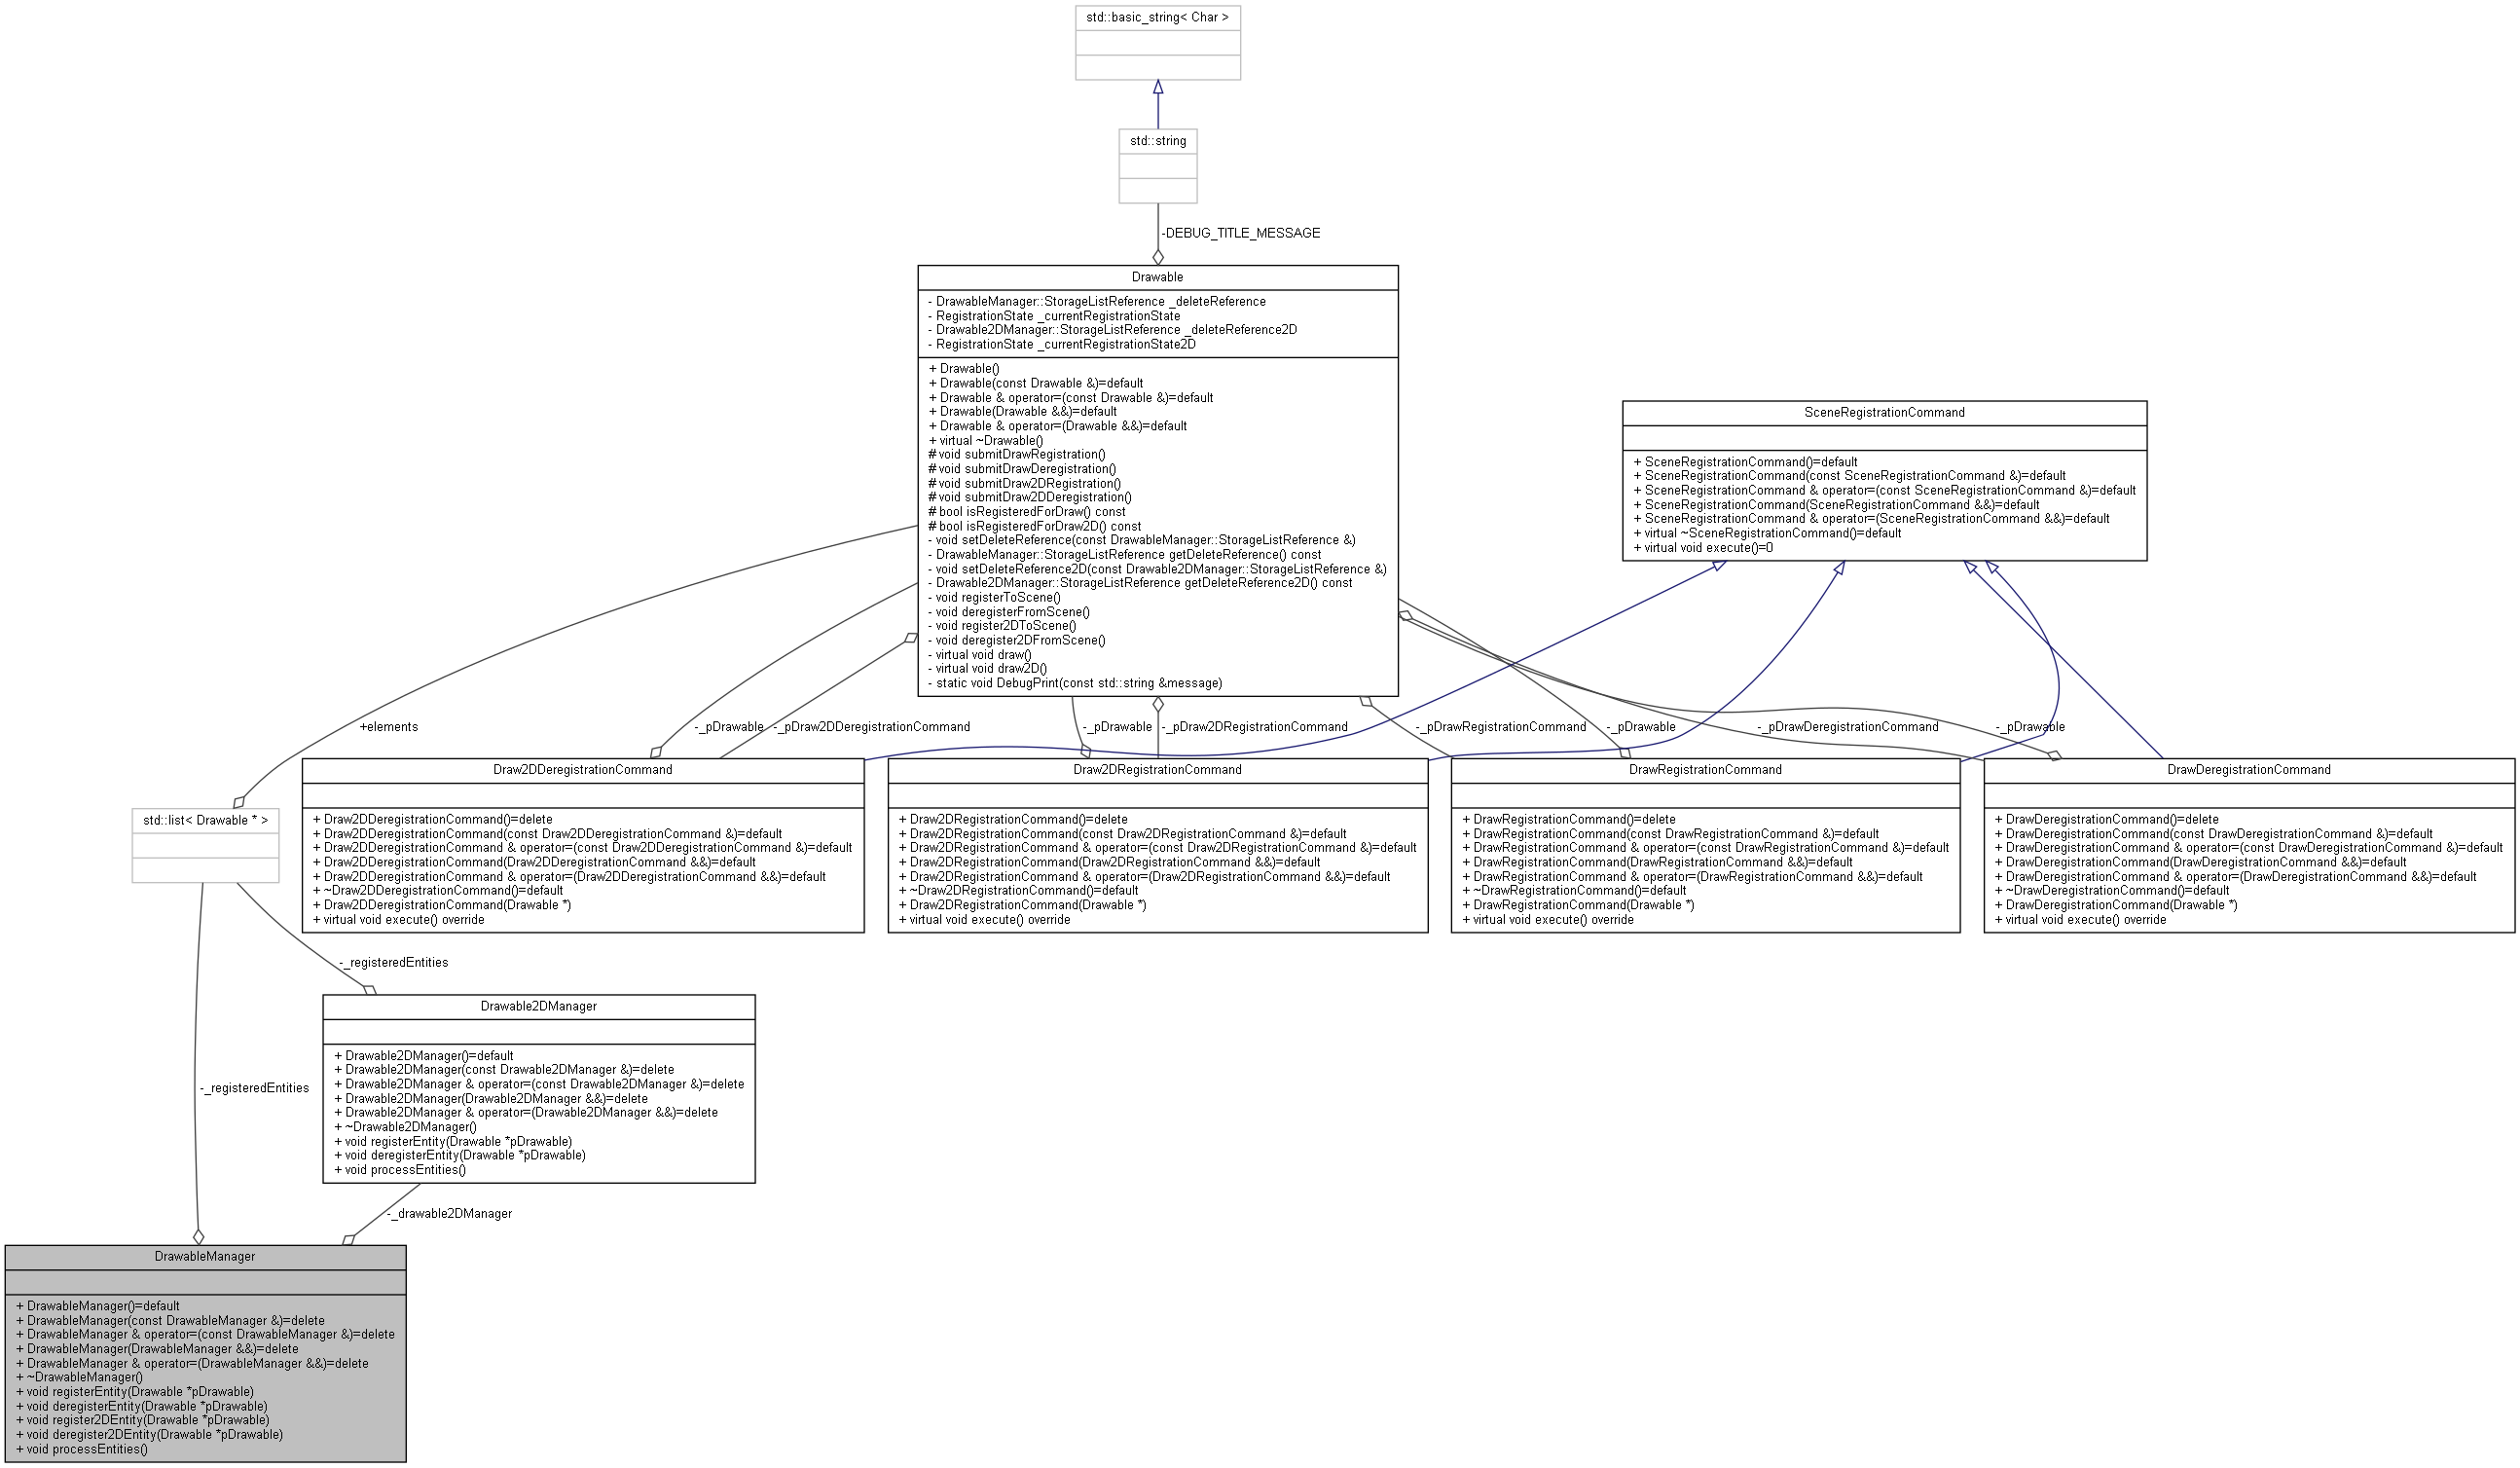 std::basic_string< Char >
std::string
-DEBUG_TITLE_MESSAGE
Drawable
- DrawableManager::StorageListReference _deleteReference
- RegistrationState _currentRegistrationState
- Drawable2DManager::StorageListReference _deleteReference2D
- RegistrationState _currentRegistrationState2D
+ Drawable()
+ Drawable(const Drawable &)=default
+ Drawable & operator=(const Drawable &)=default
+ Drawable(Drawable &&)=default
+ Drawable & operator=(Drawable &&)=default
+ virtual ~Drawable()
# void submitDrawRegistration()
# void submitDrawDeregistration()
# void submitDraw2DRegistration()
# void submitDraw2DDeregistration()
# bool isRegisteredForDraw() const
# bool isRegisteredForDraw2D() const
- void setDeleteReference(const DrawableManager::StorageListReference &)
- DrawableManager::StorageListReference getDeleteReference() const
- void setDeleteReference2D(const Drawable2DManager::StorageListReference &)
- Drawable2DManager::StorageListReference getDeleteReference2D() const
- void registerToScene()
- void deregisterFromScene()
- void register2DToScene()
- void deregister2DFromScene()
- virtual void draw()
- virtual void draw2D()
- static void DebugPrint(const std::string &message)
SceneRegistrationCommand
+ SceneRegistrationCommand()=default
+ SceneRegistrationCommand(const SceneRegistrationCommand &)=default
+ SceneRegistrationCommand & operator=(const SceneRegistrationCommand &)=default
+ SceneRegistrationCommand(SceneRegistrationCommand &&)=default
+ SceneRegistrationCommand & operator=(SceneRegistrationCommand &&)=default
+ virtual ~SceneRegistrationCommand()=default
+ virtual void execute()=0
+elements
-_pDrawable
-_pDraw2DDeregistrationCommand
-_pDrawable
-_pDraw2DRegistrationCommand
-_pDrawRegistrationCommand
-_pDrawable
-_pDrawDeregistrationCommand
-_pDrawable
std::list< Drawable * >
Draw2DDeregistrationCommand
+ Draw2DDeregistrationCommand()=delete
+ Draw2DDeregistrationCommand(const Draw2DDeregistrationCommand &)=default
+ Draw2DDeregistrationCommand & operator=(const Draw2DDeregistrationCommand &)=default
+ Draw2DDeregistrationCommand(Draw2DDeregistrationCommand &&)=default
+ Draw2DDeregistrationCommand & operator=(Draw2DDeregistrationCommand &&)=default
+ ~Draw2DDeregistrationCommand()=default
+ Draw2DDeregistrationCommand(Drawable *)
+ virtual void execute() override
Draw2DRegistrationCommand
+ Draw2DRegistrationCommand()=delete
+ Draw2DRegistrationCommand(const Draw2DRegistrationCommand &)=default
+ Draw2DRegistrationCommand & operator=(const Draw2DRegistrationCommand &)=default
+ Draw2DRegistrationCommand(Draw2DRegistrationCommand &&)=default
+ Draw2DRegistrationCommand & operator=(Draw2DRegistrationCommand &&)=default
+ ~Draw2DRegistrationCommand()=default
+ Draw2DRegistrationCommand(Drawable *)
+ virtual void execute() override
DrawRegistrationCommand
+ DrawRegistrationCommand()=delete
+ DrawRegistrationCommand(const DrawRegistrationCommand &)=default
+ DrawRegistrationCommand & operator=(const DrawRegistrationCommand &)=default
+ DrawRegistrationCommand(DrawRegistrationCommand &&)=default
+ DrawRegistrationCommand & operator=(DrawRegistrationCommand &&)=default
+ ~DrawRegistrationCommand()=default
+ DrawRegistrationCommand(Drawable *)
+ virtual void execute() override
DrawDeregistrationCommand
+ DrawDeregistrationCommand()=delete
+ DrawDeregistrationCommand(const DrawDeregistrationCommand &)=default
+ DrawDeregistrationCommand & operator=(const DrawDeregistrationCommand &)=default
+ DrawDeregistrationCommand(DrawDeregistrationCommand &&)=default
+ DrawDeregistrationCommand & operator=(DrawDeregistrationCommand &&)=default
+ ~DrawDeregistrationCommand()=default
+ DrawDeregistrationCommand(Drawable *)
+ virtual void execute() override
-_registeredEntities
Drawable2DManager
+ Drawable2DManager()=default
+ Drawable2DManager(const Drawable2DManager &)=delete
+ Drawable2DManager & operator=(const Drawable2DManager &)=delete
+ Drawable2DManager(Drawable2DManager &&)=delete
+ Drawable2DManager & operator=(Drawable2DManager &&)=delete
+ ~Drawable2DManager()
+ void registerEntity(Drawable *pDrawable)
+ void deregisterEntity(Drawable *pDrawable)
+ void processEntities()
-_registeredEntities
-_drawable2DManager
DrawableManager
+ DrawableManager()=default
+ DrawableManager(const DrawableManager &)=delete
+ DrawableManager & operator=(const DrawableManager &)=delete
+ DrawableManager(DrawableManager &&)=delete
+ DrawableManager & operator=(DrawableManager &&)=delete
+ ~DrawableManager()
+ void registerEntity(Drawable *pDrawable)
+ void deregisterEntity(Drawable *pDrawable)
+ void register2DEntity(Drawable *pDrawable)
+ void deregister2DEntity(Drawable *pDrawable)
+ void processEntities()